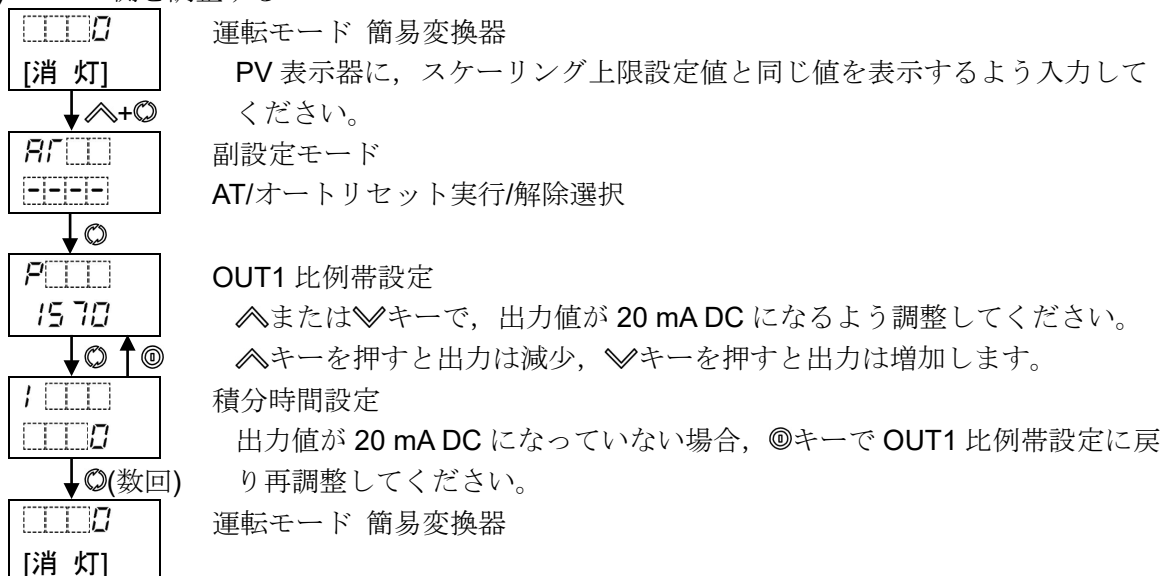 0 運転モード 簡易変換器
[消 灯] PV 表示器に，スケーリング上限設定値と同じ値を表示するよう入力して
+ ください。
AT 副設定モード
---- AT/オートリセット実行/解除選択
P OUT1 比例帯設定
1570 または キーで，出力値が 20 mA DC になるよう調整してください。
キーを押すと出力は減少， キーを押すと出力は増加します。
I 積分時間設定
0 出力値が 20 mA DC になっていない場合， キーで OUT1 比例帯設定に戻
(数回) り再調整してください。
0 運転モード 簡易変換器
[消 灯]